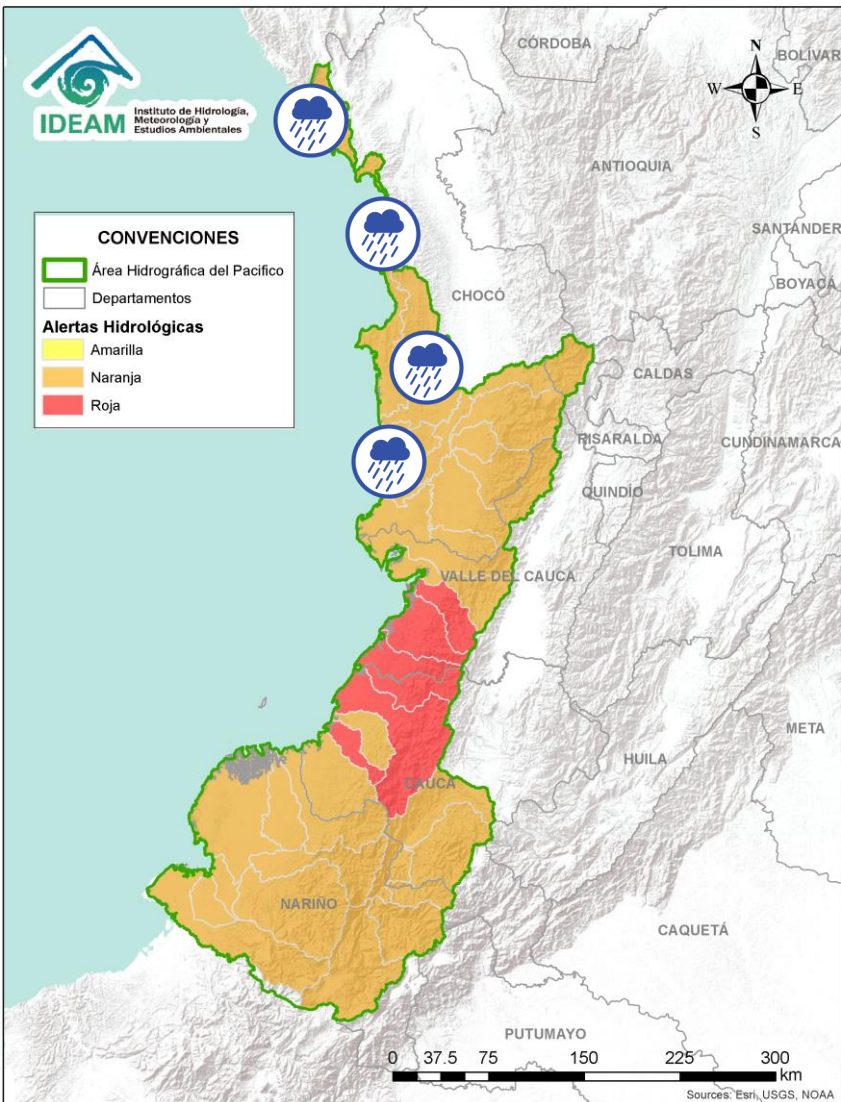 IDEAM
Instituto de Hidrología,
Meteorología y
Estudios Ambientales
CONVENCIONES
Área Hidrográfica del Pacifico
Departamentos
Alertas Hidrológicas
Amarilla
Naranja
Roja
N
W
E
S
CÓRDOBA
BOLÍVAR
ANTIOQUIA
SANTANDER
BOYACÁ
CHOCÓ
CALDAS
RISARALDA
CUNDINAMARCA
QUINDÍO
TOLIMA
VALLE DEL CAUCA
META
HUILA
CAUCA
NARIÑO
CAQUETÁ
PUTUMAYO
0 37.5 75 150 225 300
km
Sources: Esri, USGS, NOAA